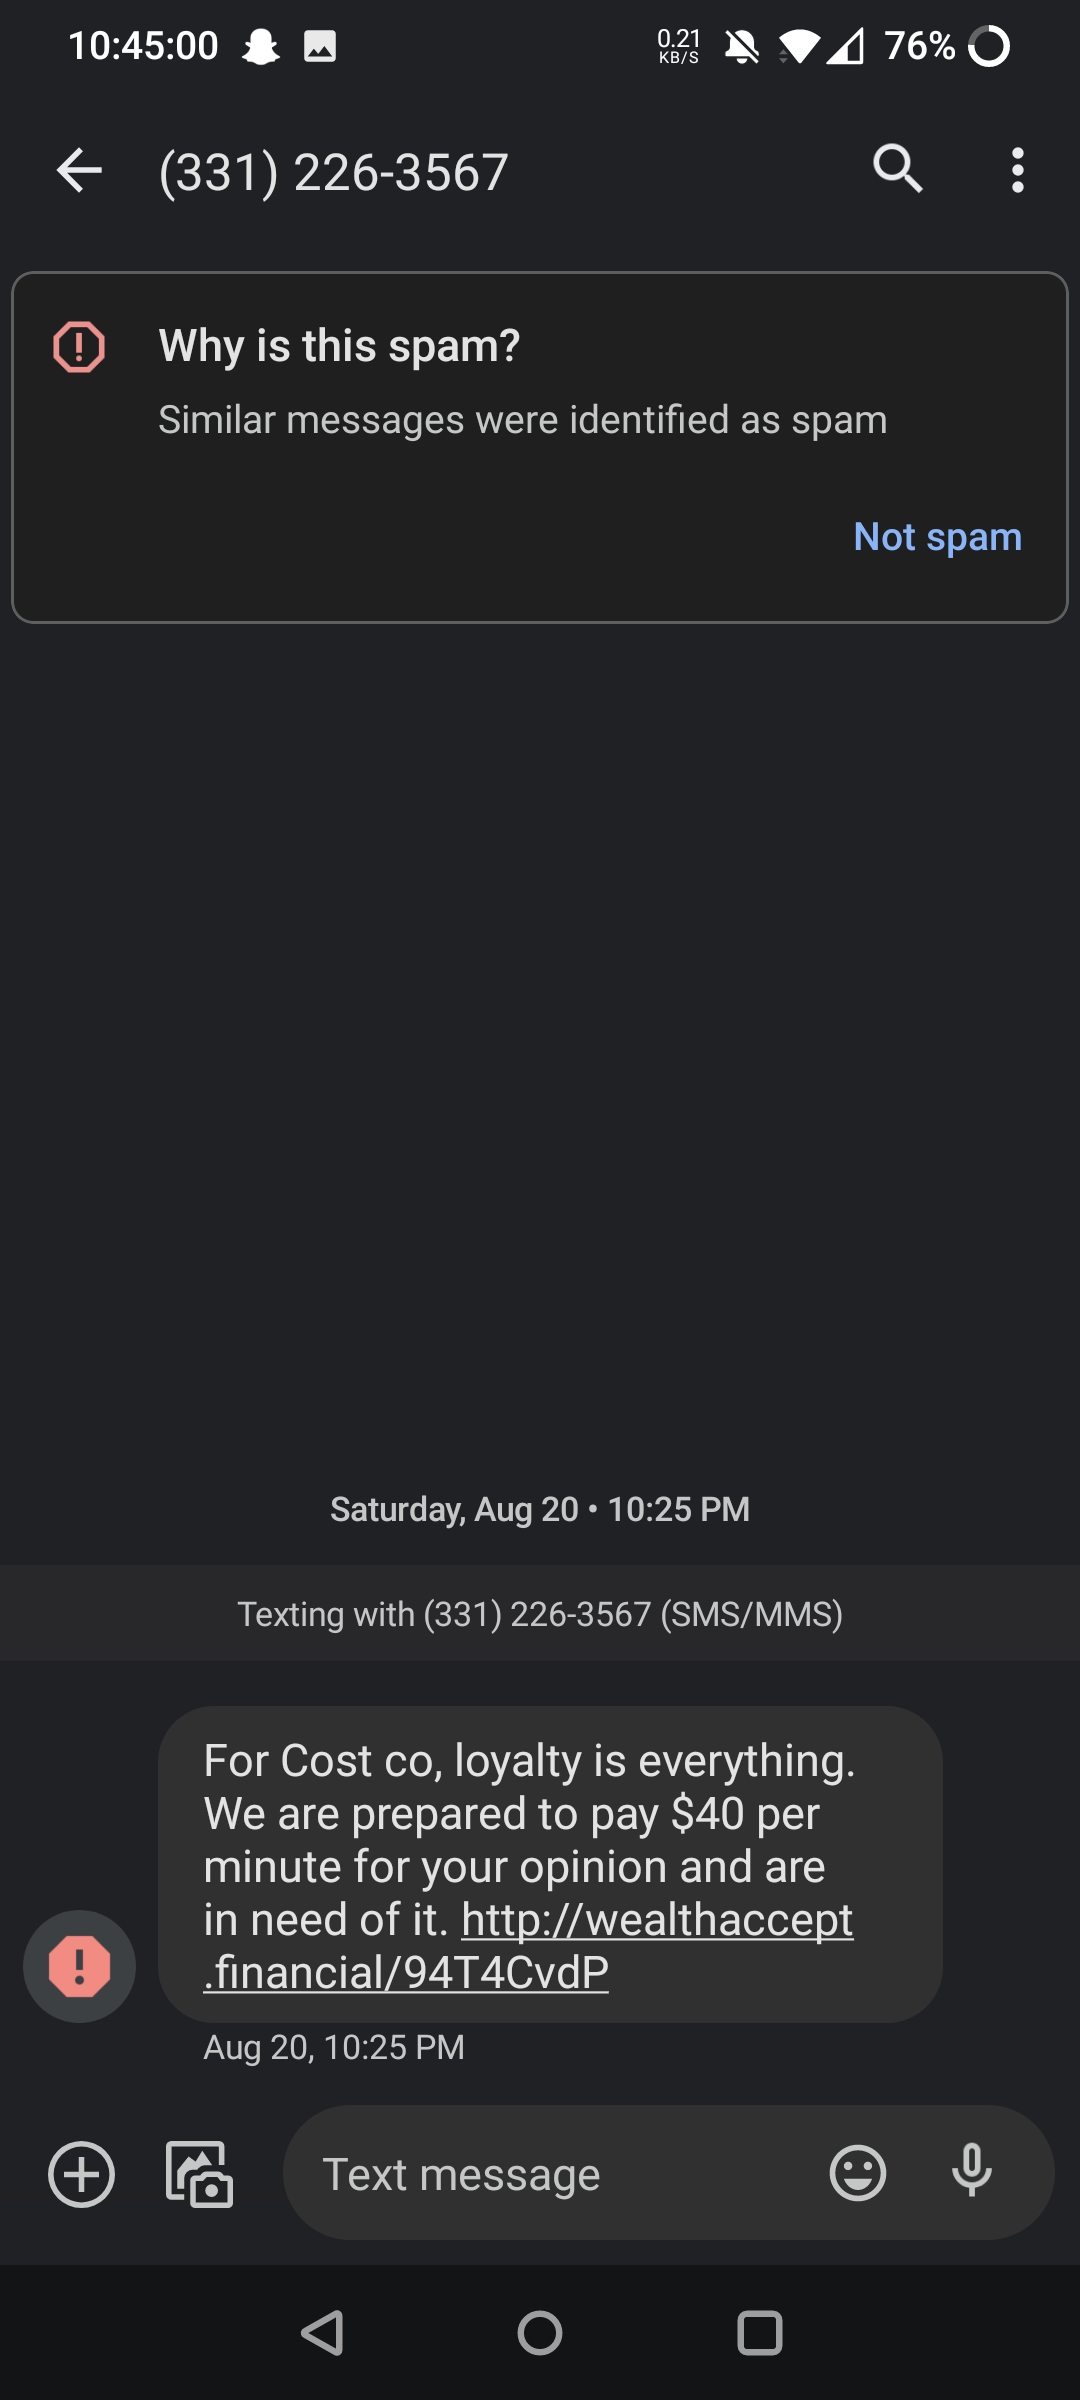 10:45:00
0.21
KB/S
76%
(331) 226-3567
Why is this spam?
Similar messages were identified as spam
Not spam
Saturday, Aug 20 • 10:25 PM
Texting with (331) 226-3567 (SMS/MMS)
For Cost co, loyalty is everything.
We are prepared to pay $40 per
minute for your opinion and are
in need of it. http://wealthaccept
.financial/94T4CvdP
Aug 20, 10:25 PM
Text message